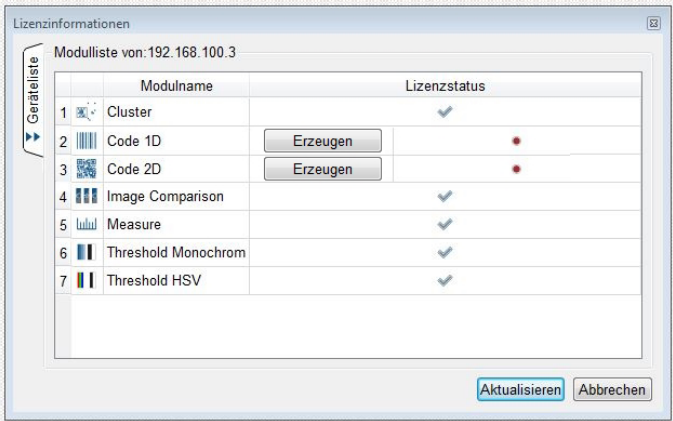 Lizenzinformationen
Geräteliste
Modulliste von:192.168.100.3
Modulname Lizenzstatus
1 Cluster
2 Code 1D Erzeugen
3 Code 2D Erzeugen
4 Image Comparison
5 Measure
6 Threshold Monochrom
7 Threshold HSV
Aktualisieren Abbrechen